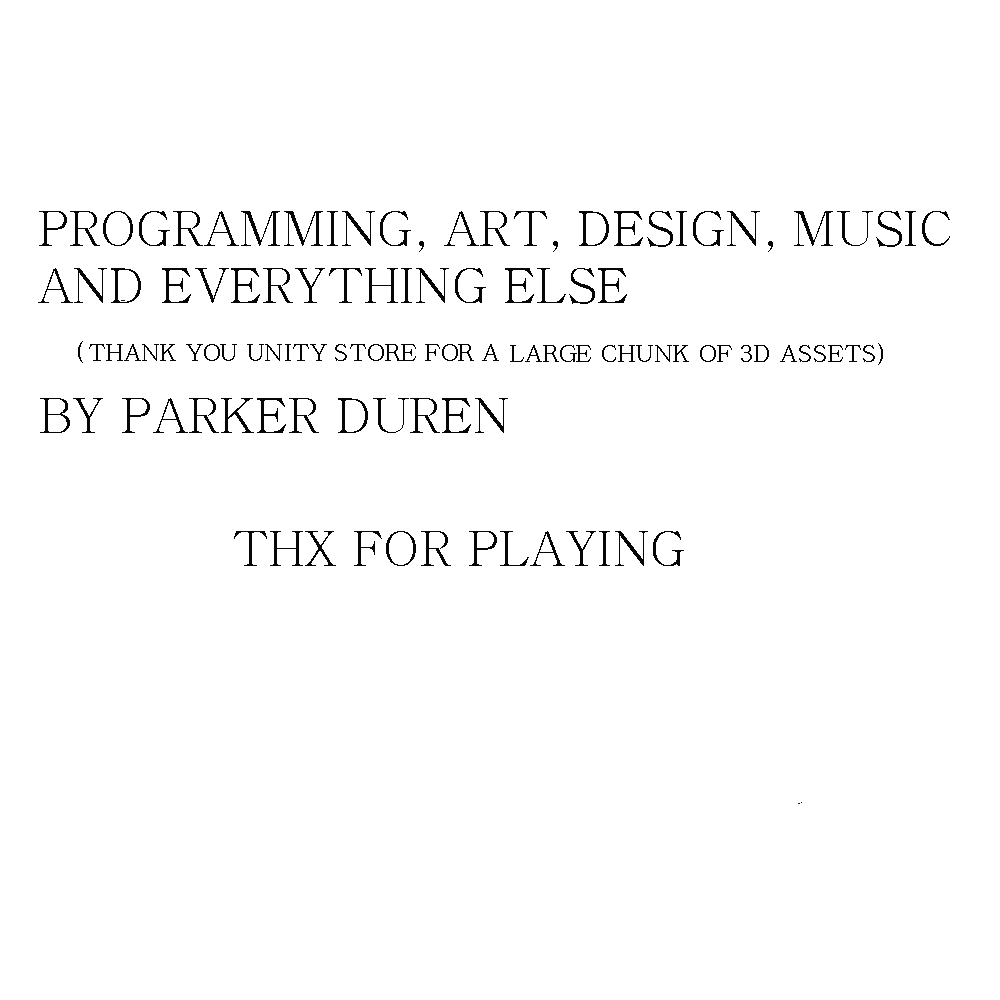 PROGRAMMING, ART, DESIGN, MUSIC
AND EVERYTHING ELSE
(THANK YOU UNITY STORE FOR A LARGE CHUNK OF 3D ASSETS)
BY PARKER DUREN
THX FOR PLAYING